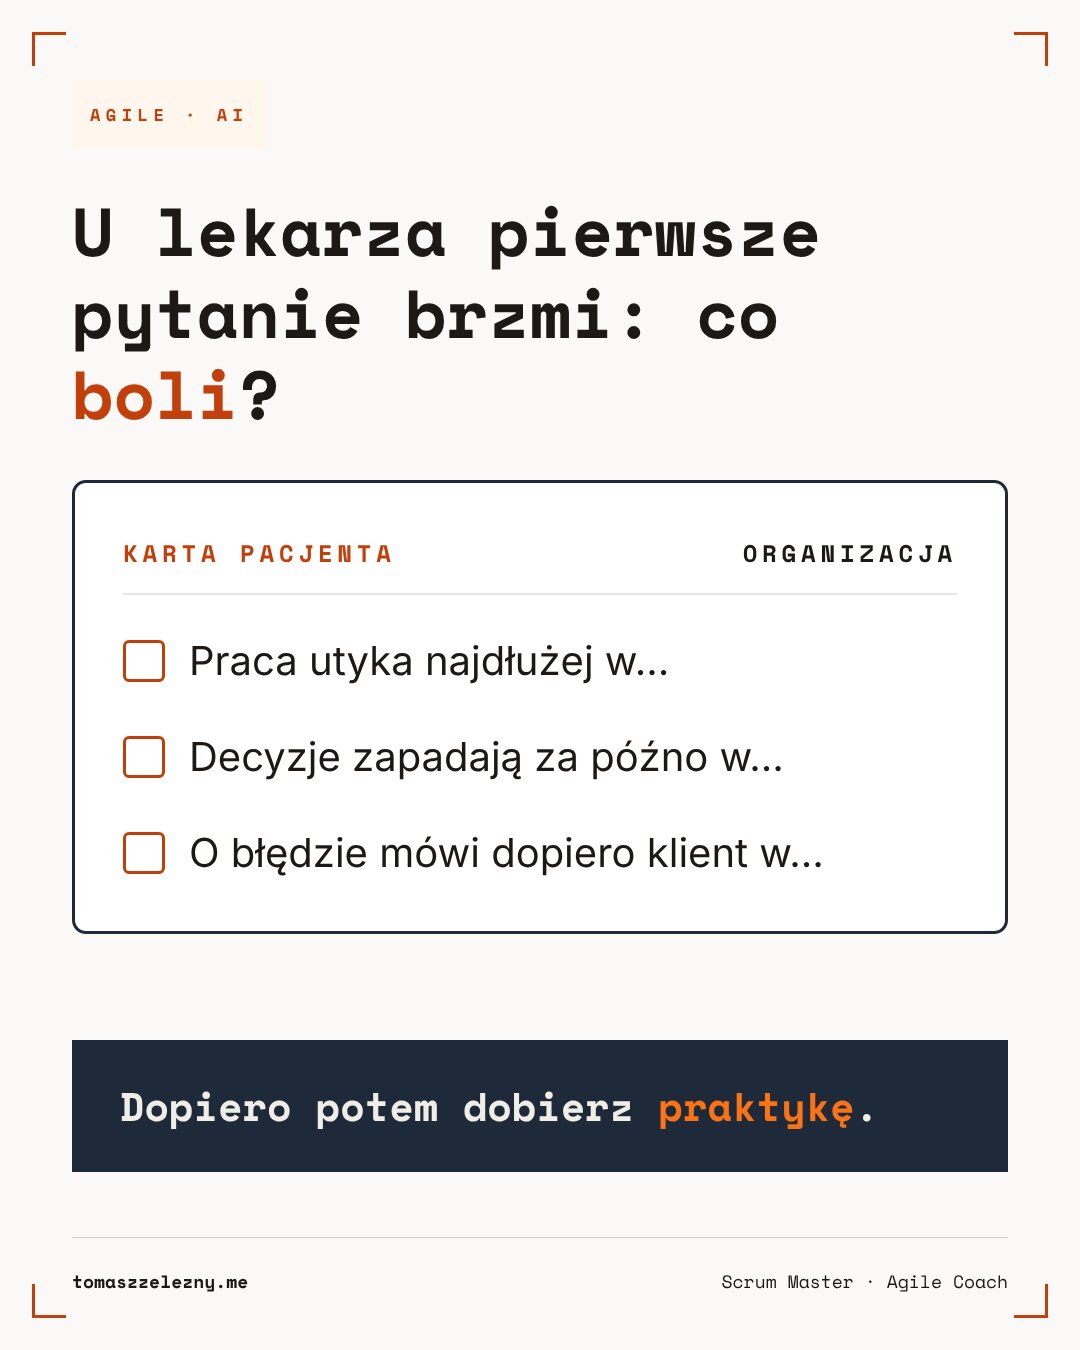 AGILE · AI
U lekarza pierwsze
pytanie brzmi: co
boli?
KARTA PACJENTA
ORGANIZACJA
Praca utyka najdłużej w...
Decyzje zapadają za późno w...
O błędzie mówi dopiero klient w...
Dopiero potem dobierz praktykę.
tomaszzelezny.me
Scrum Master · Agile Coach